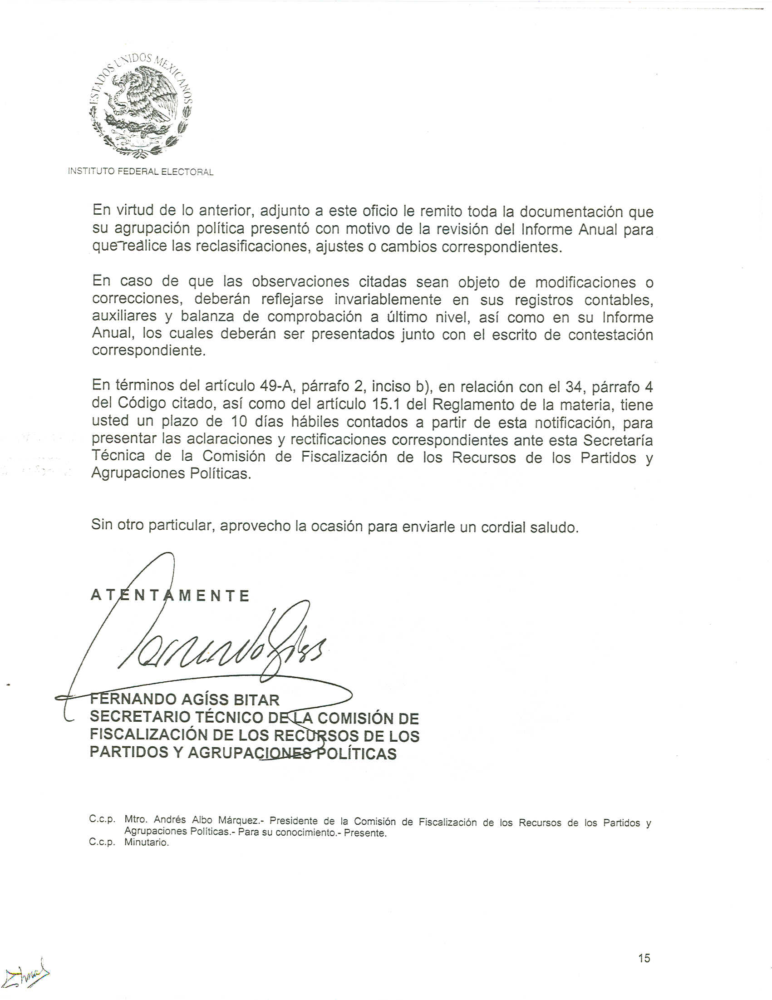 ESTADOS UNIDOS MEXICANOS
INSTITUTO FEDERAL ELECTORAL
En virtud de lo anterior, adjunto a este oficio le remito toda la documentación que
su agrupación política presentó con motivo de la revisión del Informe Anual para
que realice las reclasificaciones, ajustes o cambios correspondientes.
En caso de que las observaciones citadas sean objeto de modificaciones o
correcciones, deberán reflejarse invariablemente en sus registros contables,
auxiliares y balanza de comprobación a último nivel, así como en su Informe
Anual, los cuales deberán ser presentados junto con el escrito de contestación
correspondiente.
En términos del artículo 49-A, párrafo 2, inciso b), en relación con el 34, párrafo 4
del Código citado, así como del artículo 15.1 del Reglamento de la materia, tiene
usted un plazo de 10 días hábiles contados a partir de esta notificación, para
presentar las aclaraciones y rectificaciones correspondientes ante esta Secretaría
Técnica de la Comisión de Fiscalización de los Recursos de los Partidos y
Agrupaciones Políticas.
Sin otro particular, aprovecho la ocasión para enviarle un cordial saludo.
A T E N T A M E N T E
FERNANDO AGÍSS BITAR
SECRETARIO TÉCNICO DE LA COMISIÓN DE
FISCALIZACIÓN DE LOS RECURSOS DE LOS
PARTIDOS Y AGRUPACIONES POLÍTICAS
C.c.p. Mtro. Andrés Albo Márquez.- Presidente de la Comisión de Fiscalización de los Recursos de los Partidos y
Agrupaciones Políticas.- Para su conocimiento.- Presente.
C.c.p. Minutario.
15